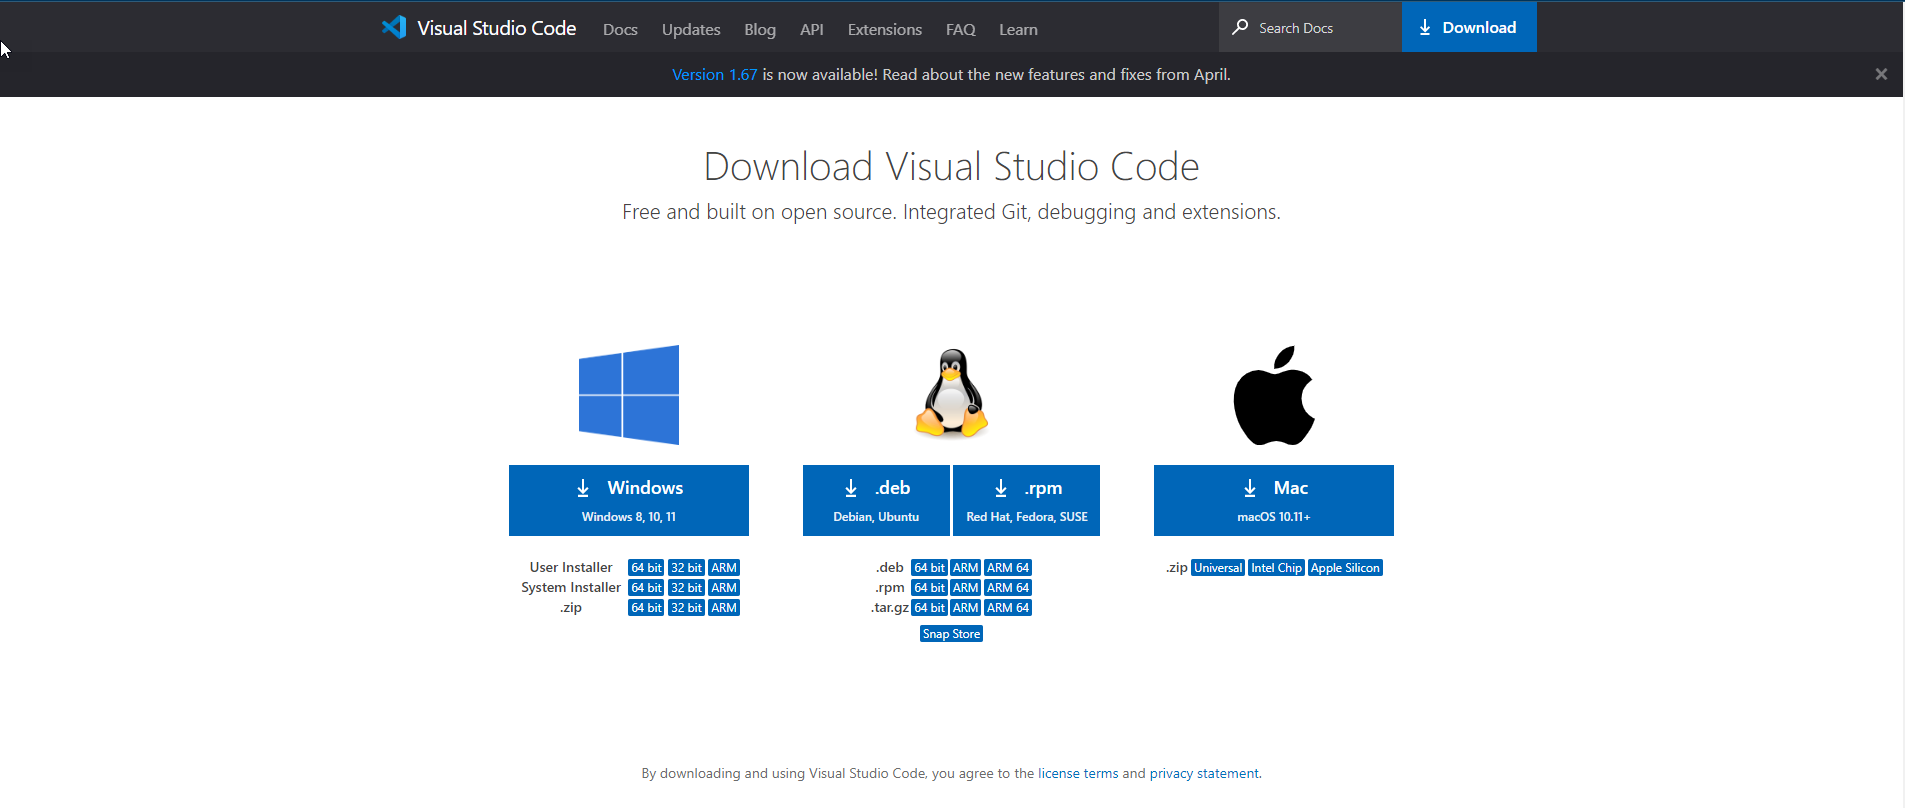 Visual Studio Code Docs Updates Blog API Extensions FAQ Learn Search Docs Download
Version 1.67 is now available! Read about the new features and fixes from April.
Download Visual Studio Code
Free and built on open source. Integrated Git, debugging and extensions.
Windows
Windows 8, 10, 11
User Installer 64 bit 32 bit ARM
System Installer 64 bit 32 bit ARM
.zip 64 bit 32 bit ARM
.deb
Debian, Ubuntu
.rpm
Red Hat, Fedora, SUSE
.deb 64 bit ARM ARM 64
.rpm 64 bit ARM ARM 64
.tar.gz 64 bit ARM ARM 64
Snap Store
Mac
macOS 10.11+
.zip Universal Intel Chip Apple Silicon
By downloading and using Visual Studio Code, you agree to the license terms and privacy statement.